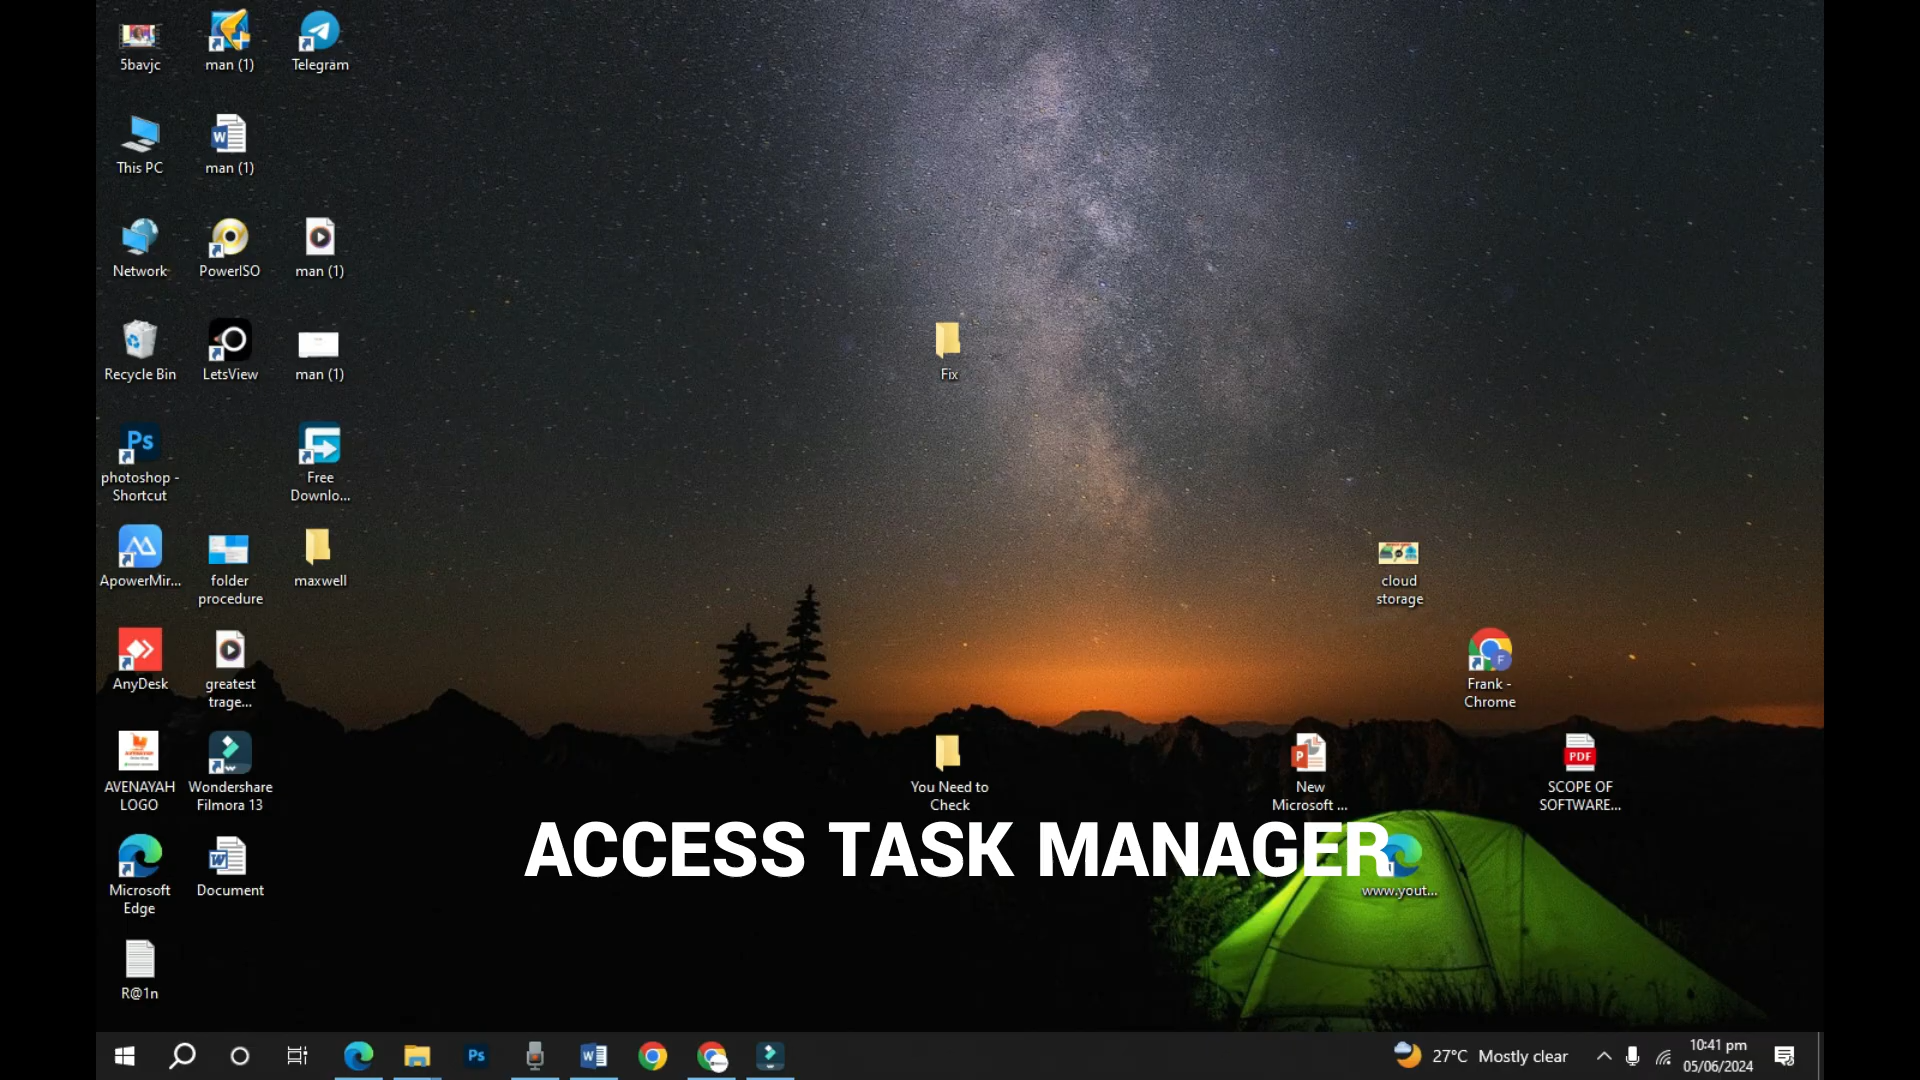 5bavjc
man (1)
Telegram
This PC
man (1)
Network
PowerISO
man (1)
Recycle Bin
LetsView
man (1)
Fix
Ps
photoshop -
Shortcut
Free
Downlo...
ApowerMir...
folder
procedure
maxwell
cloud
storage
AnyDesk
greatest
trage...
F
Frank -
Chrome
AVENAYAH
LOGO
Wondershare
Filmora 13
You Need to
Check
P
New
Microsoft ...
PDF
SCOPE OF
SOFTWARE...
ACCESS TASK MANAGER
Microsoft
Edge
W
Document
www.yout...
R@1n
Ps
W
27°C Mostly clear
10:41 pm
05/06/2024